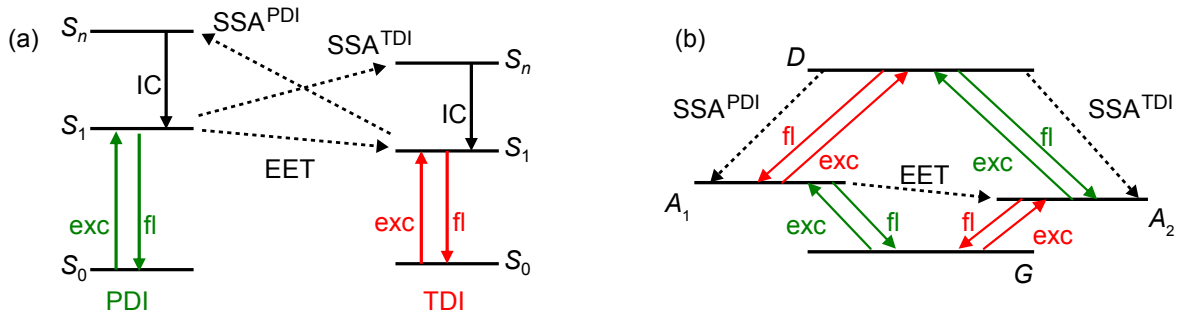 (a)
Sn
SSA^PDI
SSA^TDI
Sn
IC
IC
S1
S1
EET
exc
fl
exc
fl
S0
S0
PDI
TDI
(b)
D
SSA^PDI
SSA^TDI
fl
exc
exc
fl
EET
A1
A2
exc
fl
fl
exc
G